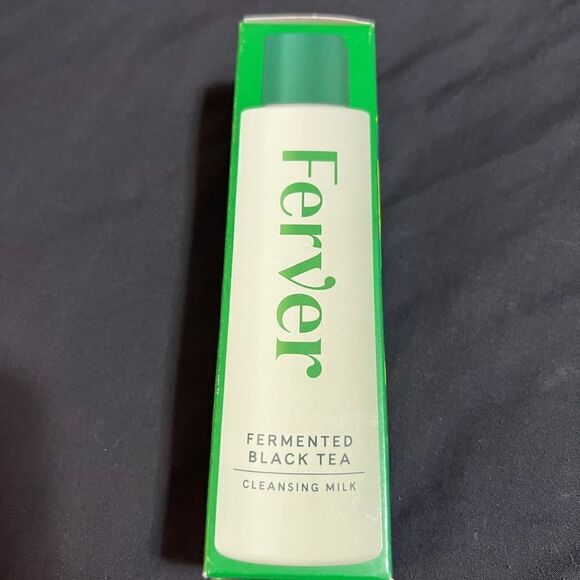 Ferver
FERMENTED
BLACK TEA
CLEANSING MILK